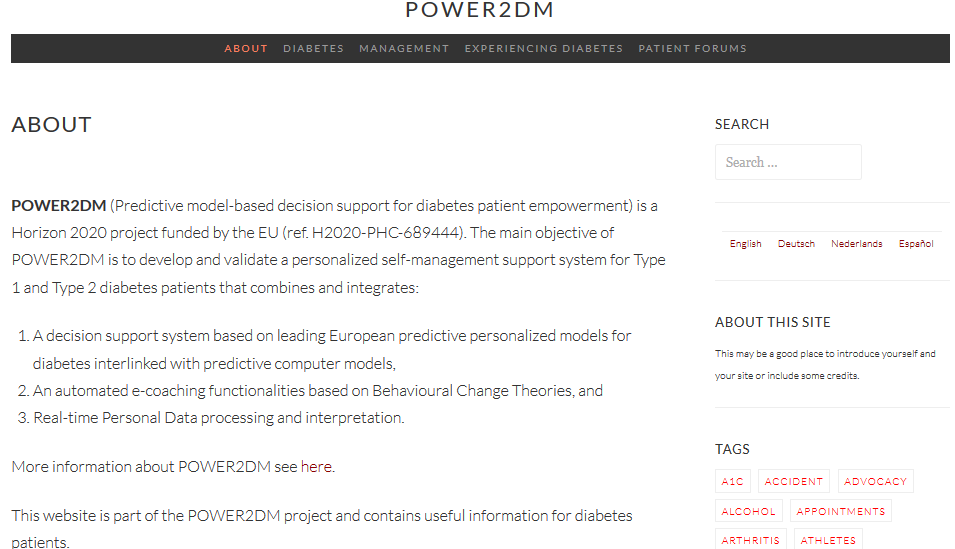 POWER2DM
ABOUT DIABETES MANAGEMENT EXPERIENCING DIABETES PATIENT FORUMS
ABOUT
POWER2DM (Predictive model-based decision support for diabetes patient empowerment) is a
Horizon 2020 project funded by the EU (ref. H2020-PHC-689444). The main objective of
POWER2DM is to develop and validate a personalized self-management support system for Type
1 and Type 2 diabetes patients that combines and integrates:
1. A decision support system based on leading European predictive personalized models for
diabetes interlinked with predictive computer models,
2. An automated e-coaching functionalities based on Behavioural Change Theories, and
3. Real-time Personal Data processing and interpretation.
More information about POWER2DM see here.
This website is part of the POWER2DM project and contains useful information for diabetes
patients.
SEARCH
Search ...
English Deutsch Nederlands Español
ABOUT THIS SITE
This may be a good place to introduce yourself and
your site or include some credits.
TAGS
A1C ACCIDENT ADVOCACY
ALCOHOL APPOINTMENTS
ARTHRITIS ATHLETES